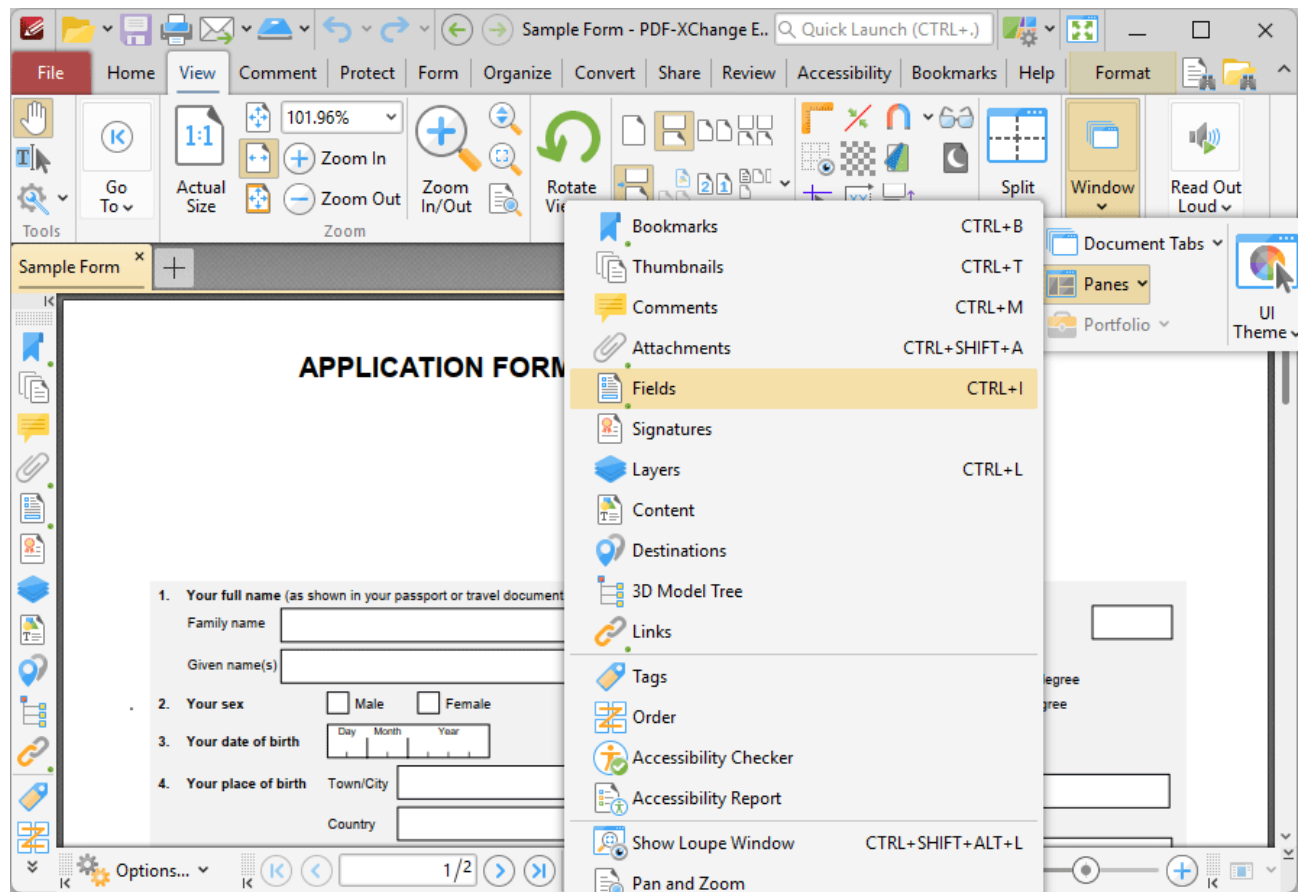 Sample Form - PDF-XChange E..
Quick Launch (CTRL+.)
File Home View Comment Protect Form Organize Convert Share Review Accessibility Bookmarks Help Format
1:1
101.96%
Zoom In
Zoom Out
Go To
Actual Size
Zoom In/Out
Rotate
Split
Window
Read Out Loud
Tools
Zoom
Sample Form
Document Tabs
Panes
Portfolio
UI Theme
Bookmarks CTRL+B
Thumbnails CTRL+T
Comments CTRL+M
Attachments CTRL+SHIFT+A
Fields CTRL+I
Signatures
Layers CTRL+L
Content
Destinations
3D Model Tree
Links
Tags
Order
Accessibility Checker
Accessibility Report
Show Loupe Window CTRL+SHIFT+ALT+L
Pan and Zoom
APPLICATION FORM
1. Your full name (as shown in your passport or travel document
Family name
Given name(s)
2. Your sex Male Female
3. Your date of birth Day Month Year
4. Your place of birth Town/City
Country
Options...
1/2